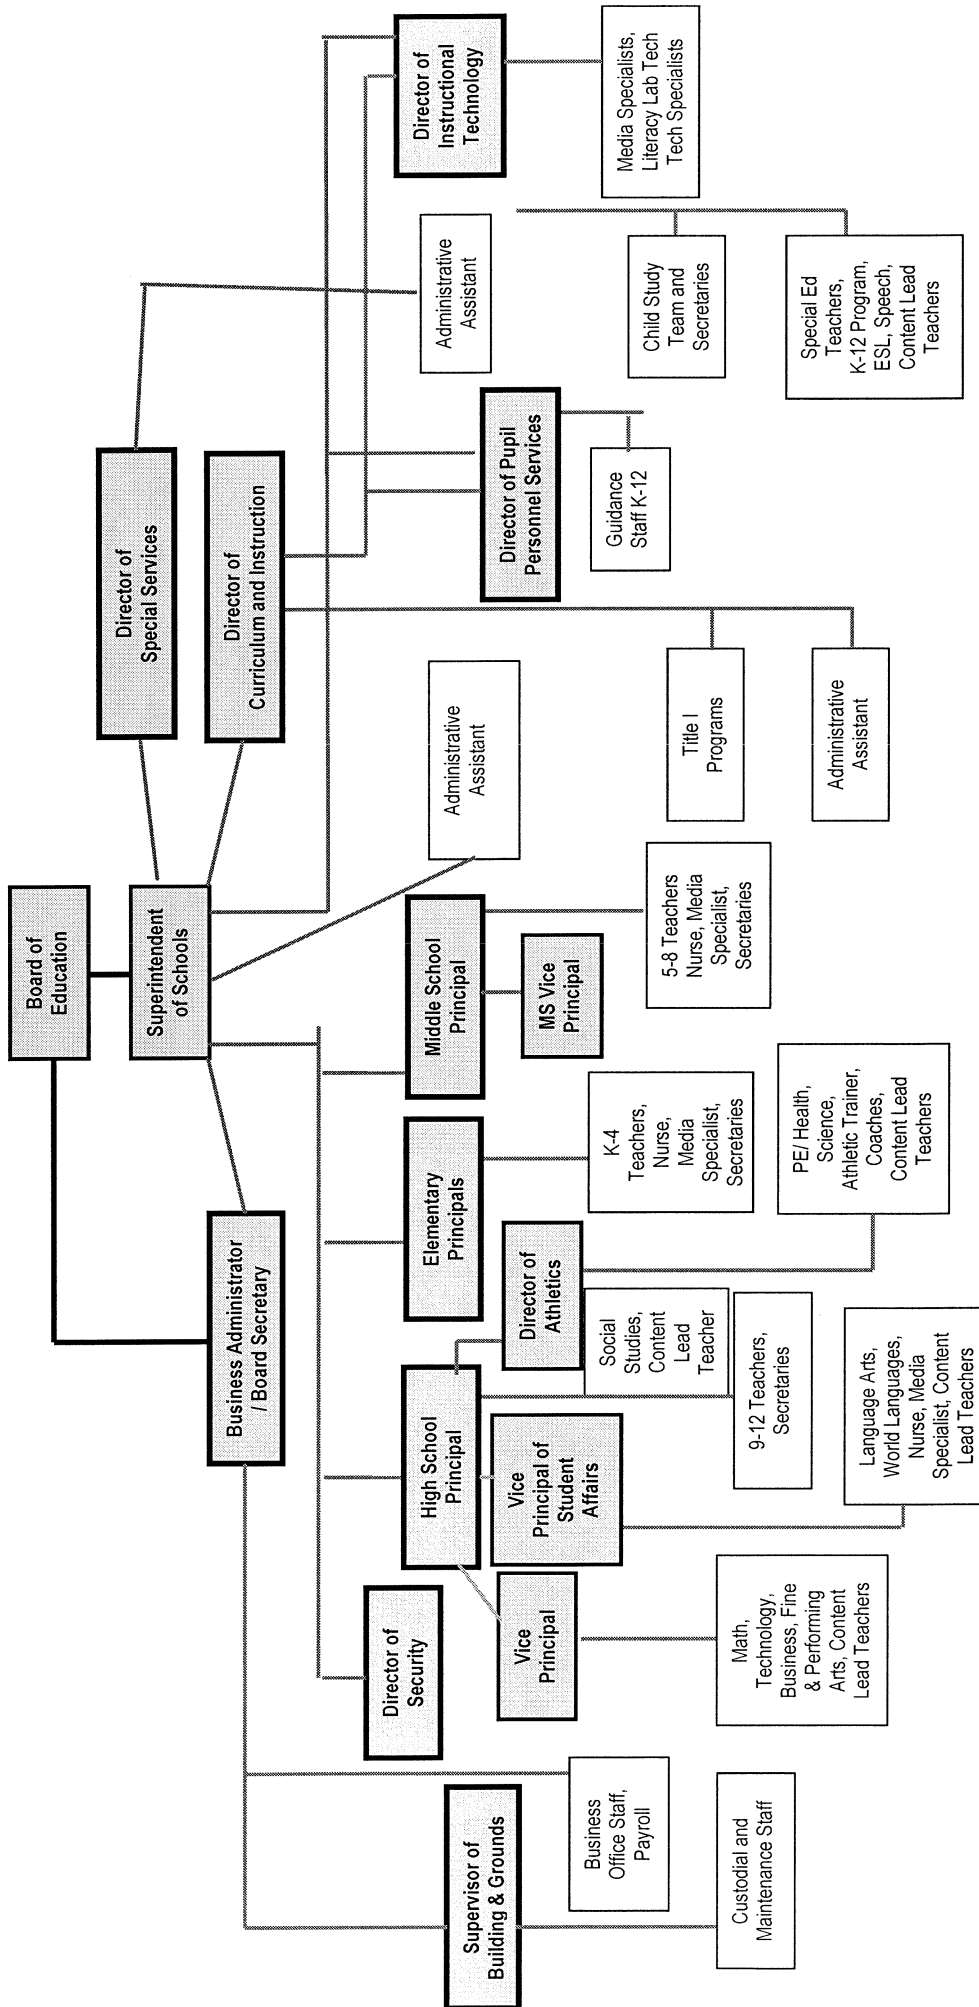 Board of
Education
Superintendent
of Schools
Business Administrator
/ Board Secretary
Director of
Special Services
Director of
Curriculum and Instruction
Supervisor of
Building & Grounds
Director of
Security
High School
Principal
Elementary
Principals
Middle School
Principal
Administrative
Assistant
Director of Pupil
Personnel Services
Administrative
Assistant
Director of
Instructional
Technology
Vice
Principal
Vice
Principal of
Student
Affairs
Director of
Athletics
MS Vice
Principal
Business
Office Staff,
Payroll
Social
Studies,
Content
Lead
Teacher
K-4
Teachers,
Nurse,
Media
Specialist,
Secretaries
5-8 Teachers
Nurse, Media
Specialist,
Secretaries
Guidance
Staff K-12
Child Study
Team and
Secretaries
Media Specialists,
Literacy Lab Tech
Tech Specialists
Custodial and
Maintenance Staff
Math,
Technology,
Business, Fine
& Performing
Arts, Content
Lead Teachers
9-12 Teachers,
Secretaries
PE/ Health,
Science,
Athletic Trainer,
Coaches,
Content Lead
Teachers
Title I
Programs
Special Ed
Teachers,
K-12 Program,
ESL, Speech,
Content Lead
Teachers
Language Arts,
World Languages,
Nurse, Media
Specialist, Content
Lead Teachers
Administrative
Assistant